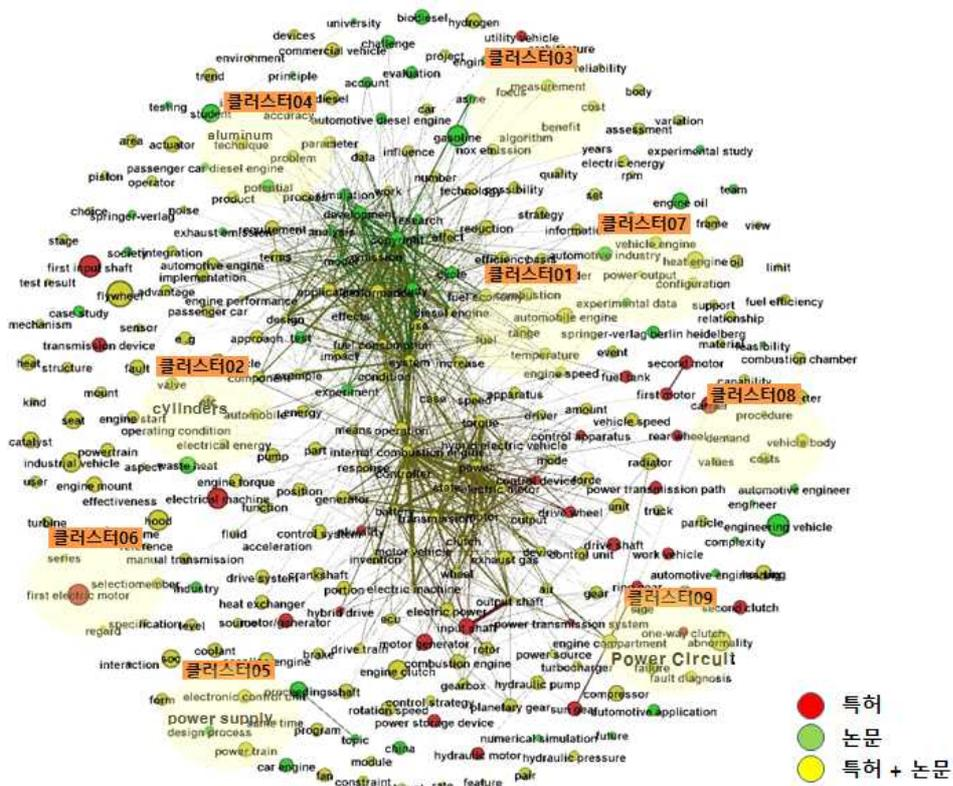 biodiesel
university
hydrogen
devices
challenge
utility vehicle
commercial vehicle
project
environment
클러스터03
reliability
trend
principle
evaluation
account
measurement
focus
body
클러스터04
diesel
testing
student
accuracy
asme
cost
car
automotive diesel engine
variation
aluminum
gasoline
algorithm
benefit
assessment
area
actuator
technique
parameter
influence
nox emission
years
experimental study
problem
data
electric energy
passenger car diesel engine
piston
operator
number
quality
rpm
potential
technology
possibility
product
process
simulation
work
set
team
engine oil
choice
springer-verlag
noise
development
research
strategy
클러스터07
frame
view
exhaust emission
requirement
analysis
copyright
effect
reduction
stage
vehicle engine
society
integration
terms
emission
efficiency
basis
automotive industry
heat engine
oil
first input shaft
automotive engine
클러스터01
power output
limit
test result
implementation
cycle
configuration
flywheel
advantage
application
performance
fuel economy
combustion
experimental data
case study
engine performance
support
fuel efficiency
passenger car
diesel engine
automobile engine
relationship
mechanism
sensor
design
effects
use
range
springer-verlag berlin heidelberg
transmission device
e.g
approach
test
fuel consumption
fuel
material
feasibility
impact
temperature
event
combustion chamber
heat
structure
fault
클러스터02
system
increase
second motor
component
example
condition
engine speed
fuel tank
capability
valve
experiment
apparatus
first motor
클러스터08
mount
case
speed
carrier
kind
cylinders
automobile
energy
amount
procedure
seat
engine start
torque
driver
vehicle speed
operating condition
means
operation
control apparatus
rear wheel
demand
vehicle body
catalyst
electrical energy
hybrid electric vehicle
powertrain
pump
part
internal combustion engine
mode
radiator
values
costs
industrial vehicle
aspect
waste heat
response
power
user
engine mount
engine torque
controller
control device
force
power transmission path
automotive engineer
effectiveness
electrical machine
position
generator
state
electric motor
unit
truck
engineer
function
battery
drive wheel
turbine
hood
transmission
motor
output
particle
engineering vehicle
클러스터06
fluid
control system
plurality
clutch
complexity
acceleration
motor vehicle
device
control unit
drive shaft
work vehicle
series
manual transmission
invention
exhaust gas
drive system
crankshaft
wheel
automotive engineering
first electric motor
industry
portion
electric machine
air
클러스터09
heat exchanger
gear
second clutch
specification
level
hybrid drive
electric power
output shaft
regard
motor/generator
ecu
input shaft
power transmission system
one-way clutch
coolant
motor generator
rotor
engine compartment
abnormality
interaction
soc
brake
drive train
power source
Power Circuit
클러스터05
engine
engine clutch
combustion engine
turbocharger
failure
fault diagnosis
form
electronic control unit
shaft
gearbox
hydraulic pump
compressor
control strategy
rotation speed
planetary gear
sun gear
automotive application
power supply
same time
program
power storage device
design process
topic
numerical simulation
future
power train
china
hydraulic motor
hydraulic pressure
car engine
module
fan
constraint
rate
feature
pair
특허
논문
특허 + 논문